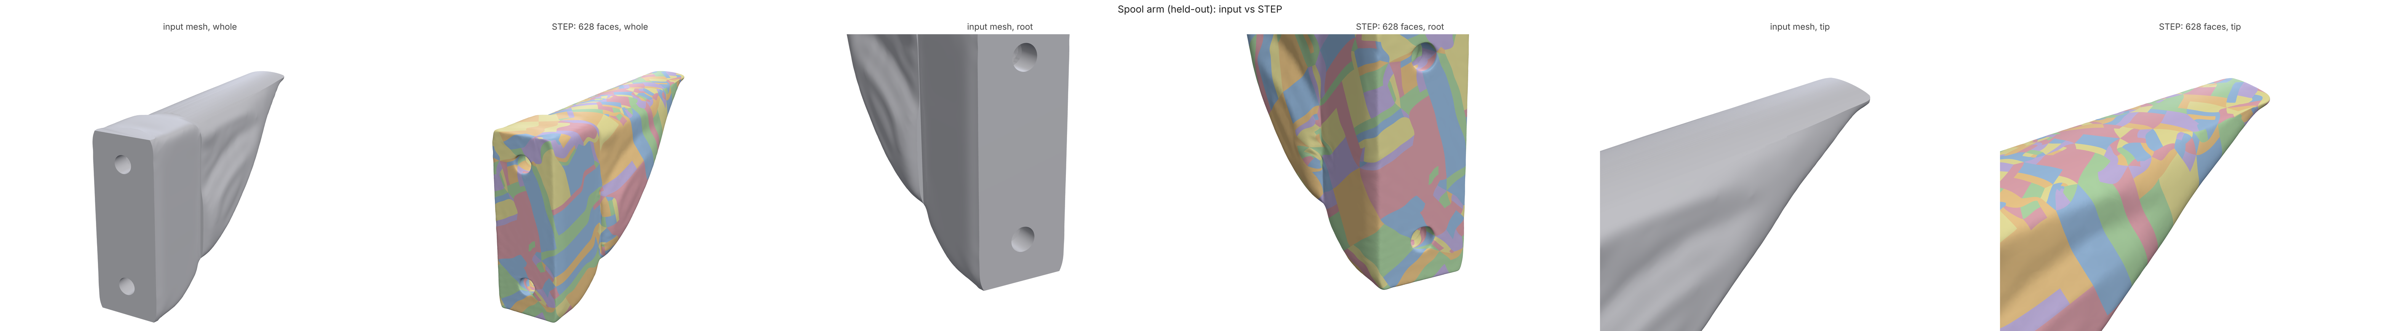 Spool arm (held-out): input vs STEP
input mesh, whole
STEP: 628 faces, whole
input mesh, root
STEP: 628 faces, root
input mesh, tip
STEP: 628 faces, tip